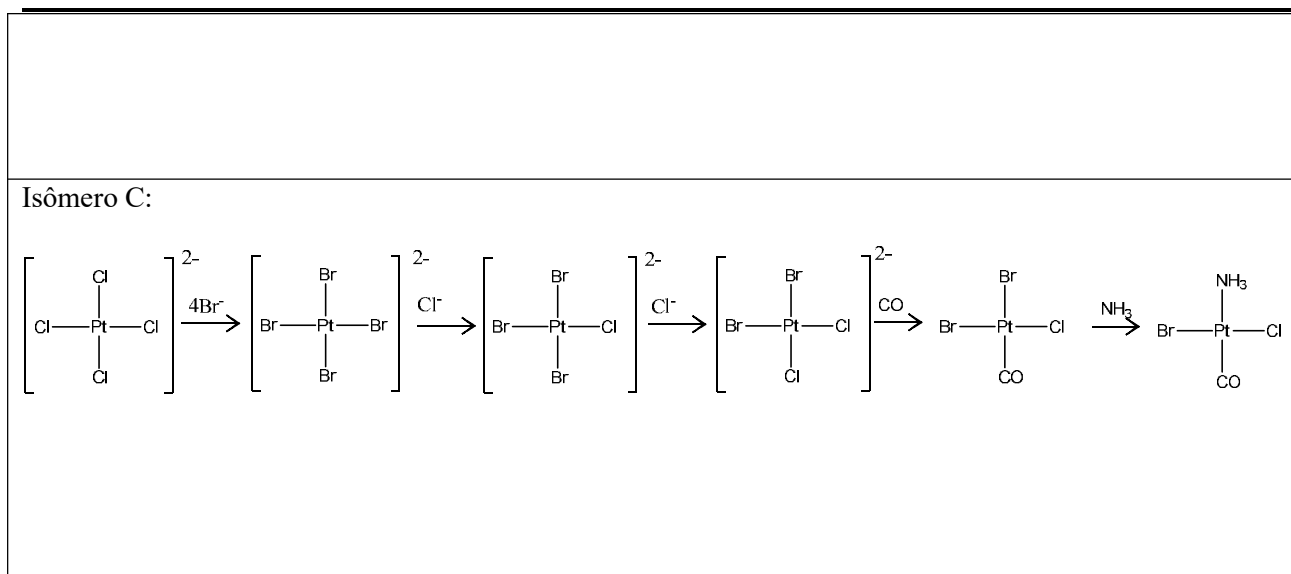 Isômero C:
[Cl Cl—Pt—Cl Cl]2- 4Br- [Br Br—Pt—Br Br]2- Cl- [Br Br—Pt—Cl Br]2- Cl- [Br Br—Pt—Cl Cl]2- CO Br Br—Pt—Cl CO NH3 NH3 Br—Pt—Cl CO